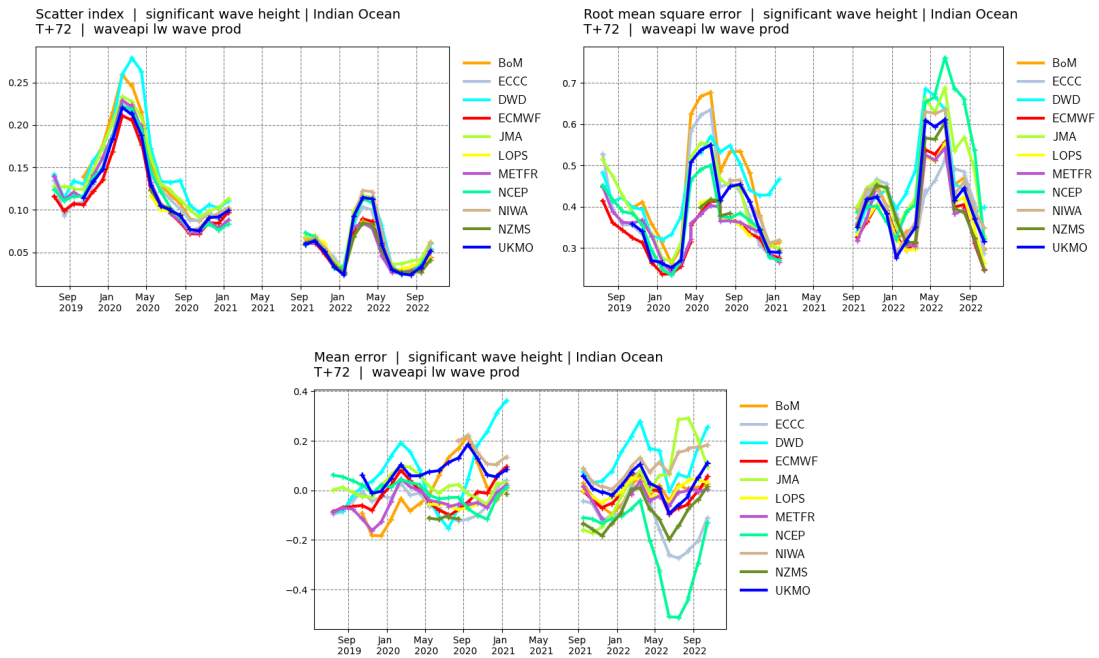 Scatter index | significant wave height | Indian Ocean
T+72 | waveapi lw wave prod
0.25
0.20
0.15
0.10
0.05
Sep 2019
Jan 2020
May 2020
Sep 2020
Jan 2021
May 2021
Sep 2021
Jan 2022
May 2022
Sep 2022
BoM
ECCC
DWD
ECMWF
JMA
LOPS
METFR
NCEP
NIWA
NZMS
UKMO
Root mean square error | significant wave height | Indian Ocean
T+72 | waveapi lw wave prod
0.7
0.6
0.5
0.4
0.3
Sep 2019
Jan 2020
May 2020
Sep 2020
Jan 2021
May 2021
Sep 2021
Jan 2022
May 2022
Sep 2022
BoM
ECCC
DWD
ECMWF
JMA
LOPS
METFR
NCEP
NIWA
NZMS
UKMO
Mean error | significant wave height | Indian Ocean
T+72 | waveapi lw wave prod
0.4
0.2
0.0
−0.2
−0.4
Sep 2019
Jan 2020
May 2020
Sep 2020
Jan 2021
May 2021
Sep 2021
Jan 2022
May 2022
Sep 2022
BoM
ECCC
DWD
ECMWF
JMA
LOPS
METFR
NCEP
NIWA
NZMS
UKMO